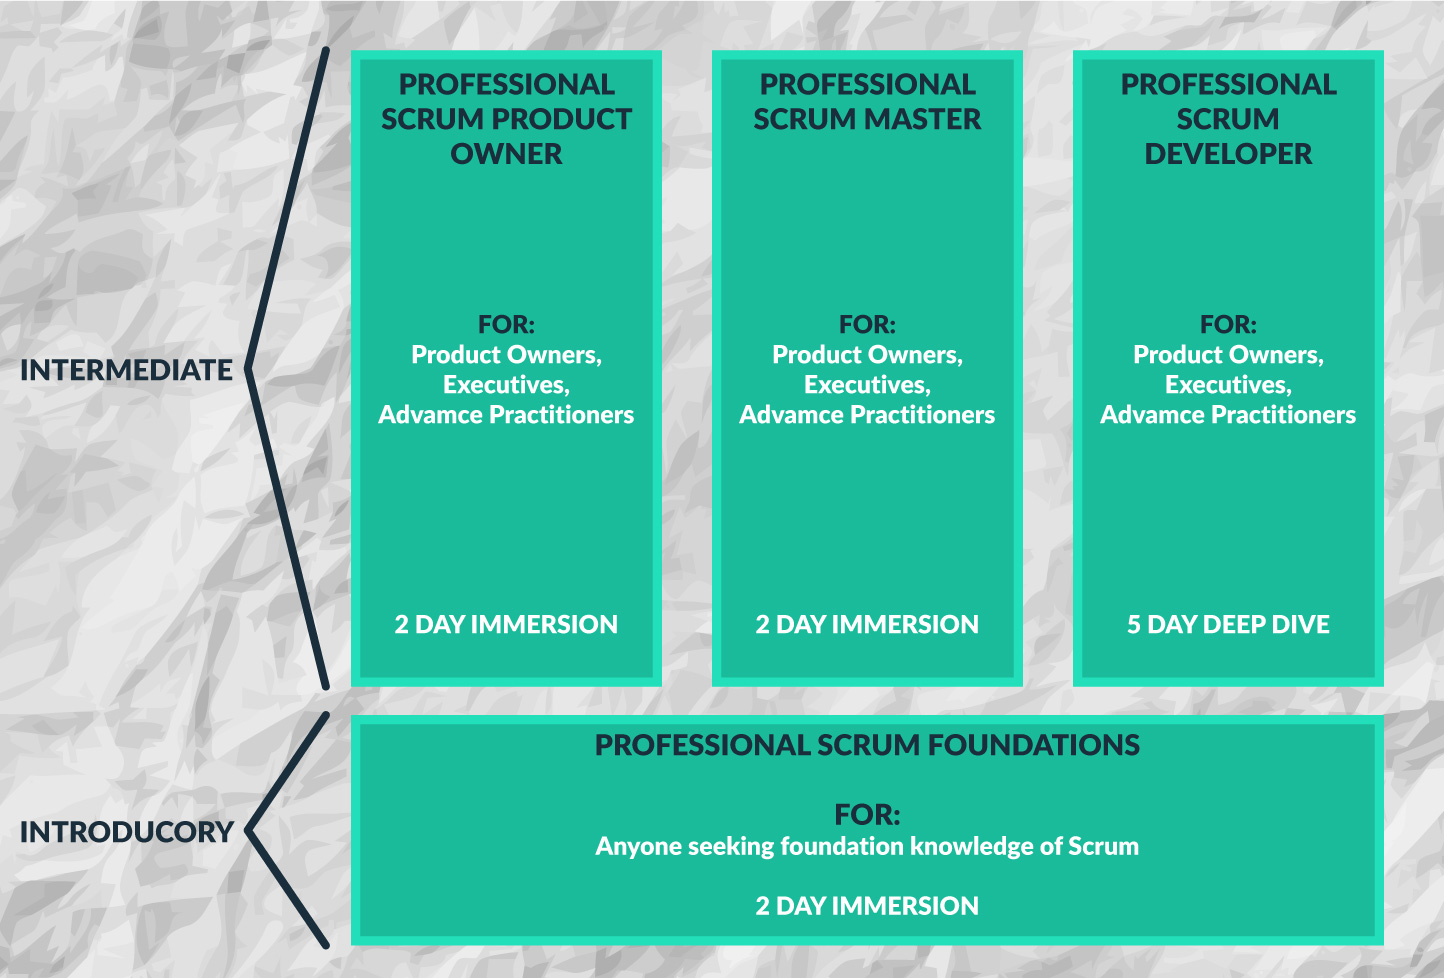 PROFESSIONAL
SCRUM PRODUCT
OWNER
FOR:
Product Owners,
Executives,
Advamce Practitioners
2 DAY IMMERSION
PROFESSIONAL
SCRUM MASTER
FOR:
Product Owners,
Executives,
Advamce Practitioners
2 DAY IMMERSION
PROFESSIONAL
SCRUM
DEVELOPER
FOR:
Product Owners,
Executives,
Advamce Practitioners
5 DAY DEEP DIVE
INTERMEDIATE
PROFESSIONAL SCRUM FOUNDATIONS
FOR:
Anyone seeking foundation knowledge of Scrum
2 DAY IMMERSION
INTRODUCORY